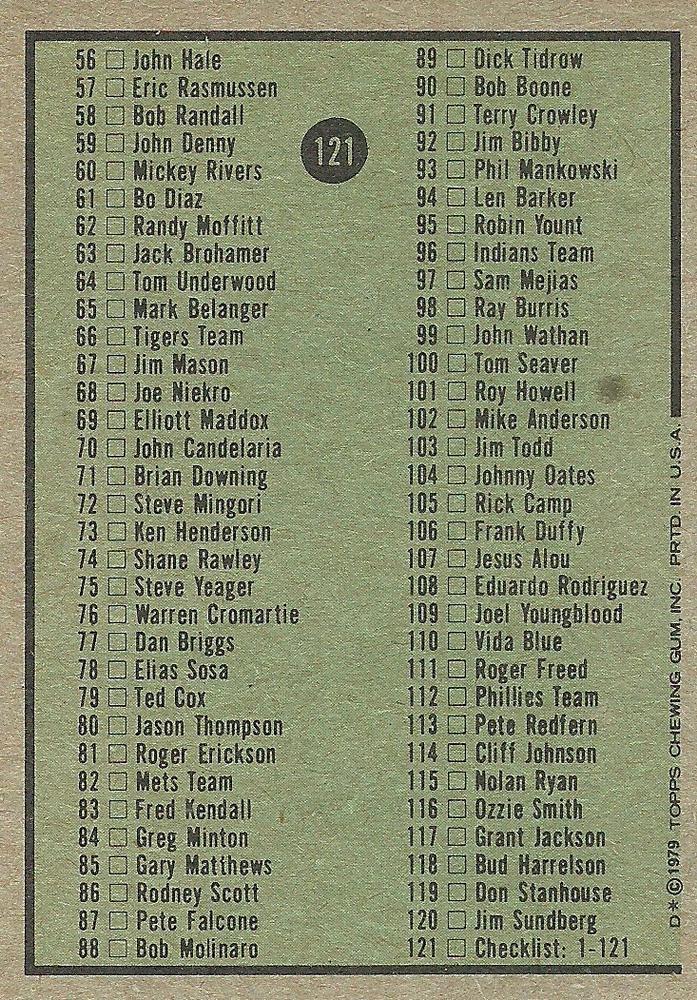 56 John Hale
57 Eric Rasmussen
58 Bob Randall
59 John Denny
60 Mickey Rivers
61 Bo Diaz
62 Randy Moffitt
63 Jack Brohamer
64 Tom Underwood
65 Mark Belanger
66 Tigers Team
67 Jim Mason
68 Joe Niekro
69 Elliott Maddox
70 John Candelaria
71 Brian Downing
72 Steve Mingori
73 Ken Henderson
74 Shane Rawley
75 Steve Yeager
76 Warren Cromartie
77 Dan Briggs
78 Elias Sosa
79 Ted Cox
80 Jason Thompson
81 Roger Erickson
82 Mets Team
83 Fred Kendall
84 Greg Minton
85 Gary Matthews
86 Rodney Scott
87 Pete Falcone
88 Bob Molinaro
121
89 Dick Tidrow
90 Bob Boone
91 Terry Crowley
92 Jim Bibby
93 Phil Mankowski
94 Len Barker
95 Robin Yount
96 Indians Team
97 Sam Mejias
98 Ray Burris
99 John Wathan
100 Tom Seaver
101 Roy Howell
102 Mike Anderson
103 Jim Todd
104 Johnny Oates
105 Rick Camp
106 Frank Duffy
107 Jesus Alou
108 Eduardo Rodriguez
109 Joel Youngblood
110 Vida Blue
111 Roger Freed
112 Phillies Team
113 Pete Redfern
114 Cliff Johnson
115 Nolan Ryan
116 Ozzie Smith
117 Grant Jackson
118 Bud Harrelson
119 Don Stanhouse
120 Jim Sundberg
121 Checklist: 1-121
D* ©1979 TOPPS CHEWING GUM, INC. PRTD. IN U.S.A.